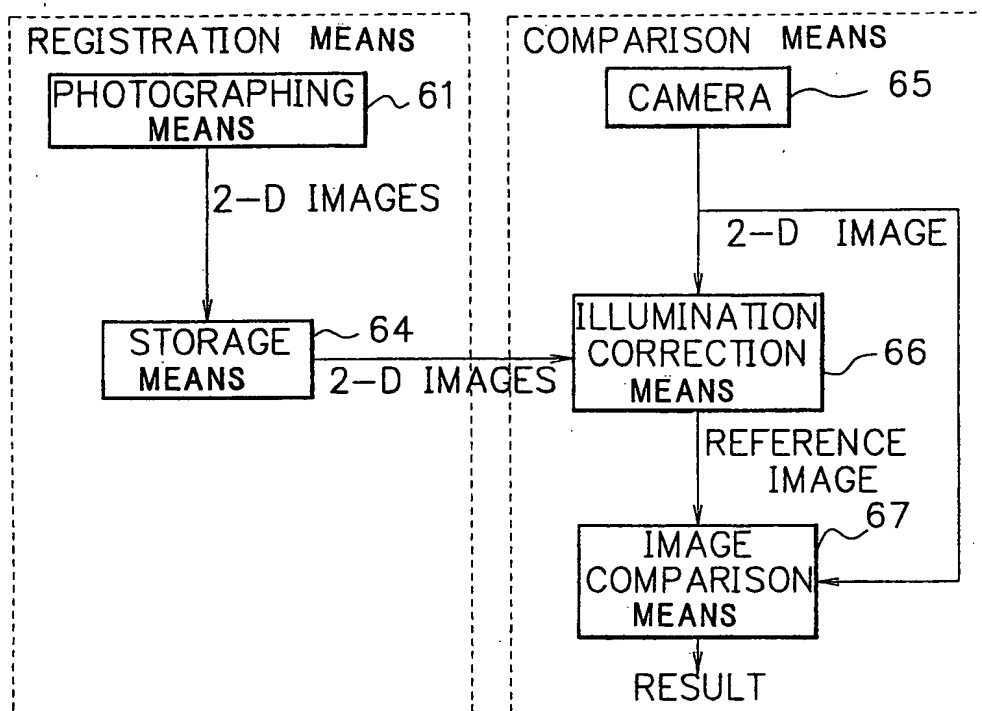 REGISTRATION MEANS
PHOTOGRAPHING
MEANS
61
2-D IMAGES
STORAGE
MEANS
64
2-D IMAGES
COMPARISON MEANS
CAMERA
65
2-D IMAGE
ILLUMINATION
CORRECTION
MEANS
66
REFERENCE
IMAGE
67
IMAGE
COMPARISON
MEANS
RESULT